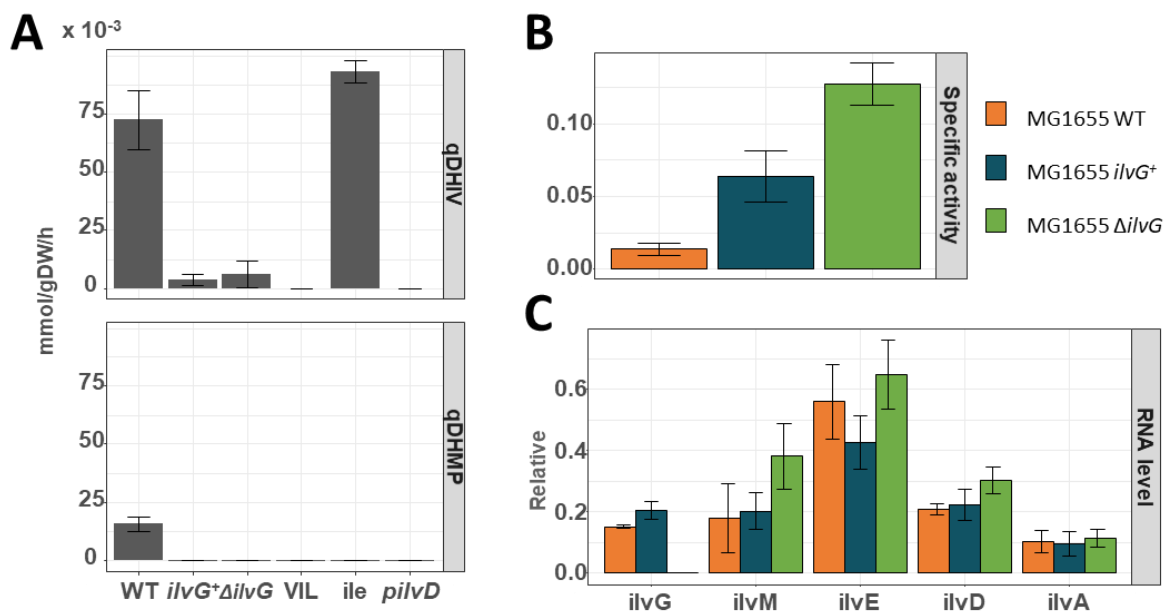 A
x 10⁻³
mmol/gDW/h
75
50
25
0
qDHIV
75
50
25
0
qDHMP
WT ilvG⁺ ΔilvG VIL ile pilvD
B
0.10
0.05
0.00
Specific activity
MG1655 WT
MG1655 ilvG⁺
MG1655 ΔilvG
C
Relative
0.6
0.4
0.2
0.0
RNA level
ilvG ilvM ilvE ilvD ilvA